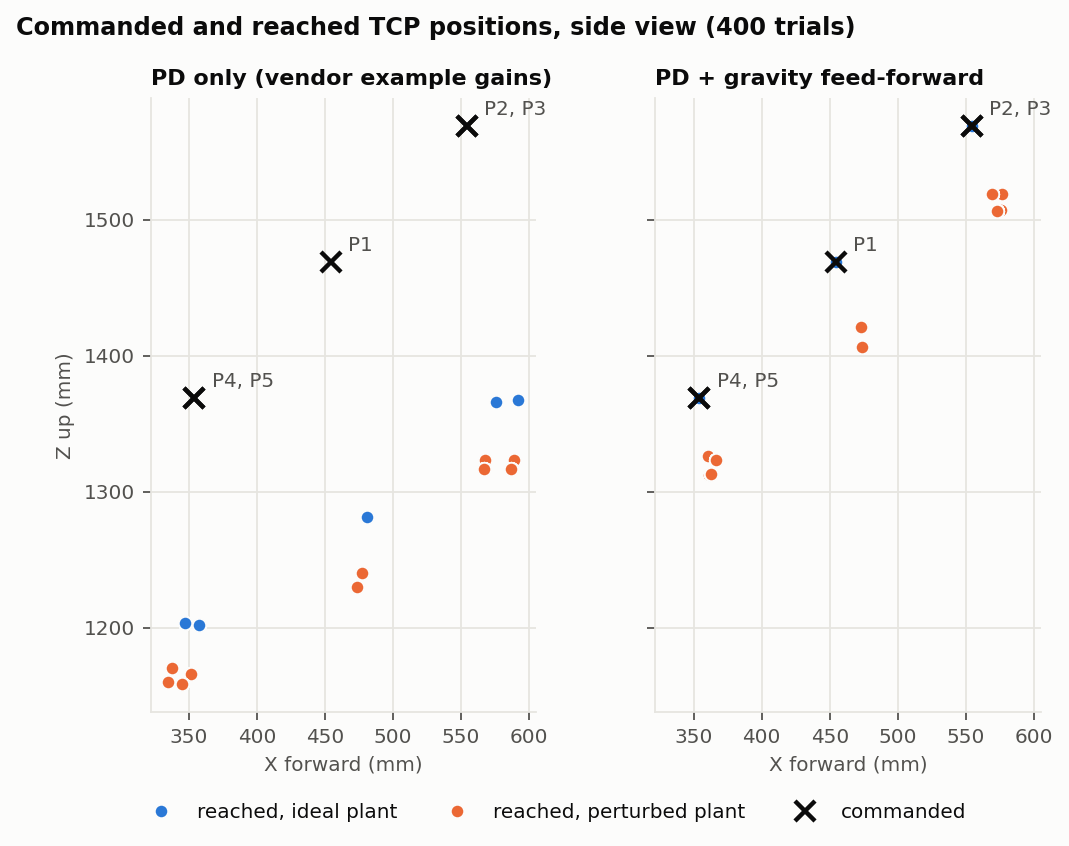 Commanded and reached TCP positions, side view (400 trials)
PD only (vendor example gains)
PD + gravity feed-forward
P2, P3
P1
P4, P5
P2, P3
P1
P4, P5
Z up (mm)
1500
1400
1300
1200
350 400 450 500 550 600
350 400 450 500 550 600
X forward (mm)
X forward (mm)
reached, ideal plant
reached, perturbed plant
commanded